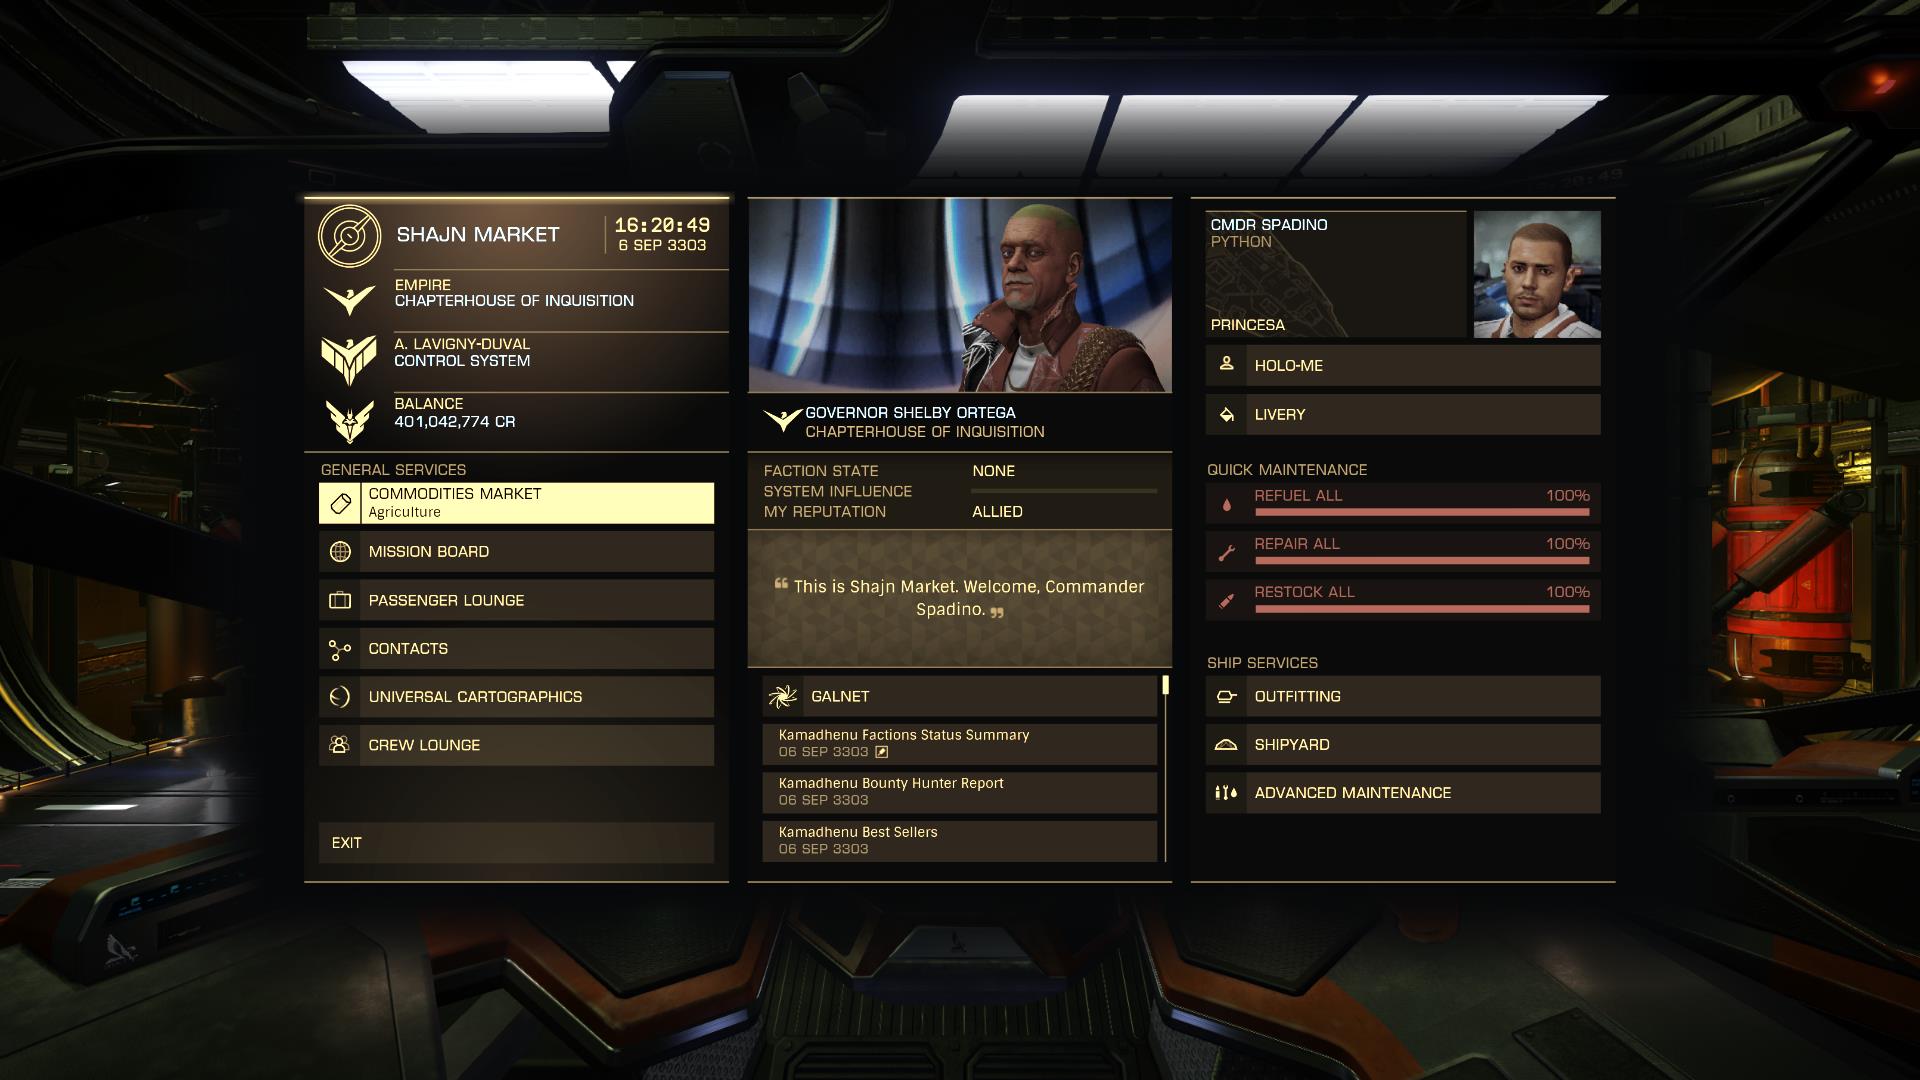 SHAJN MARKET
16:20:49
6 SEP 3303
EMPIRE
CHAPTERHOUSE OF INQUISITION
A. LAVIGNY-DUVAL
CONTROL SYSTEM
BALANCE
401,042,774 CR
GENERAL SERVICES
COMMODITIES MARKET
Agriculture
MISSION BOARD
PASSENGER LOUNGE
CONTACTS
UNIVERSAL CARTOGRAPHICS
CREW LOUNGE
EXIT
GOVERNOR SHELBY ORTEGA
CHAPTERHOUSE OF INQUISITION
FACTION STATE NONE
SYSTEM INFLUENCE
MY REPUTATION ALLIED
“ This is Shajn Market. Welcome, Commander
Spadino. ”
GALNET
Kamadhenu Factions Status Summary
06 SEP 3303
Kamadhenu Bounty Hunter Report
06 SEP 3303
Kamadhenu Best Sellers
06 SEP 3303
CMDR SPADINO
PYTHON
PRINCESA
HOLO-ME
LIVERY
QUICK MAINTENANCE
REFUEL ALL 100%
REPAIR ALL 100%
RESTOCK ALL 100%
SHIP SERVICES
OUTFITTING
SHIPYARD
ADVANCED MAINTENANCE